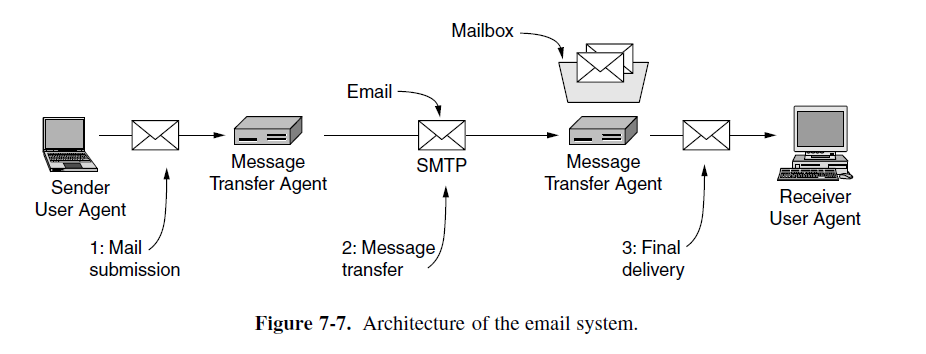 Mailbox
Email
SMTP
Message
Transfer Agent
Message
Transfer Agent
Sender
User Agent
Receiver
User Agent
1: Mail
submission
2: Message
transfer
3: Final
delivery
Figure 7-7. Architecture of the email system.